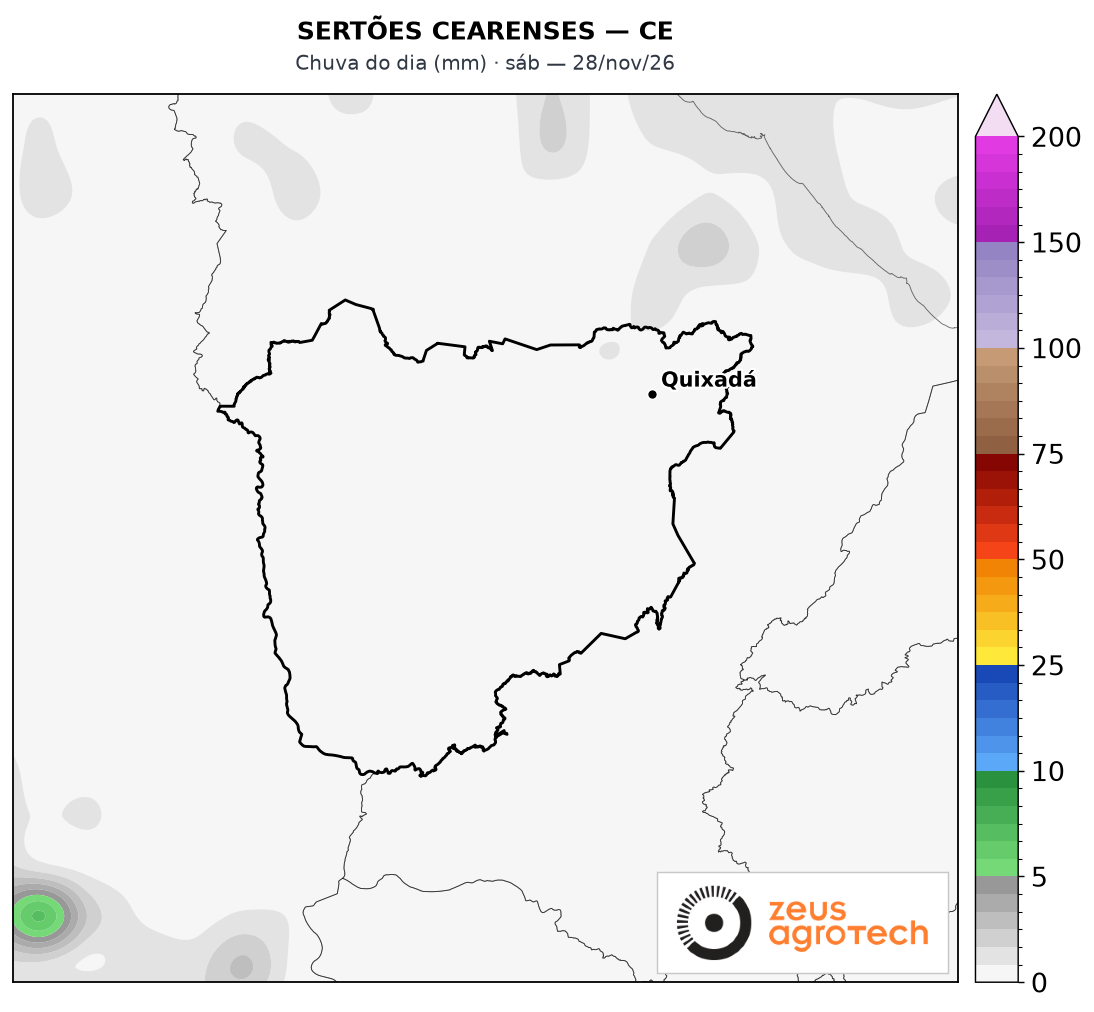 SERTÕES CEARENSES — CE
Chuva do dia (mm) · sáb — 28/nov/26
200
150
100
75
50
25
10
5
0
Quixadá
zeus
agrotech